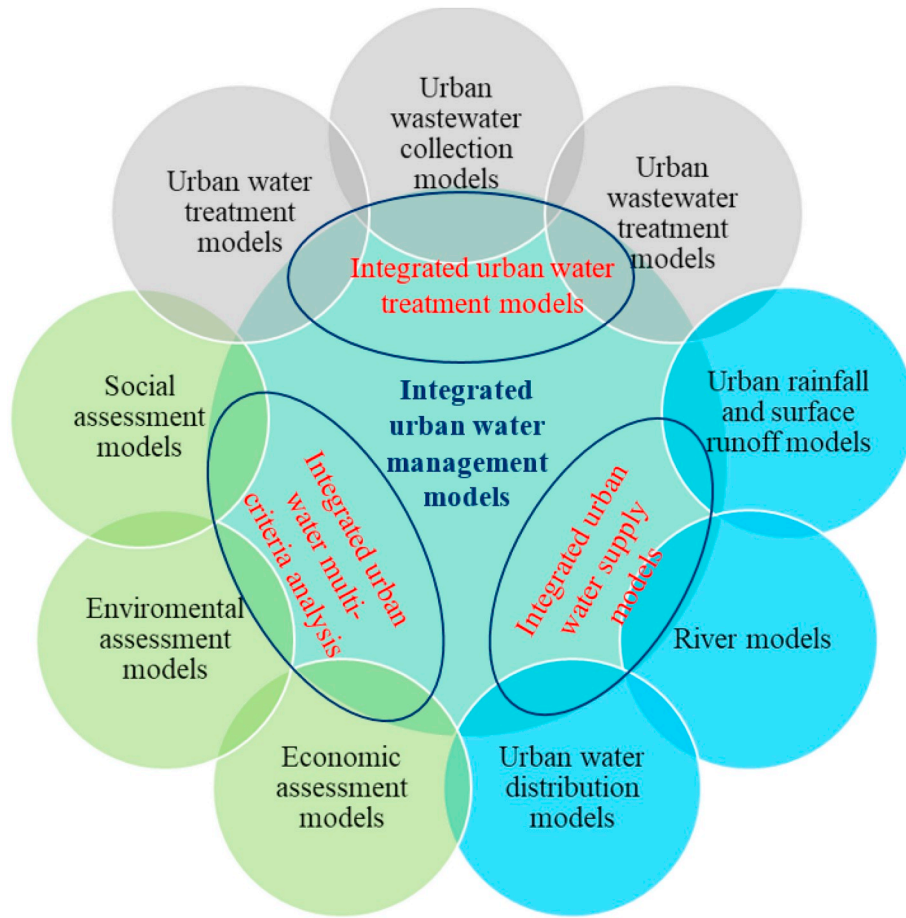 Urban
wastewater
collection
models
Urban water
treatment
models
Urban
wastewater
treatment
models
Integrated urban water
treatment models
Social
assessment
models
Integrated
urban water
management
models
Urban rainfall
and surface
runoff models
Integrated urban
water multi-
criteria analysis
Integrated urban
water supply
models
Enviromental
assessment
models
River models
Economic
assessment
models
Urban water
distribution
models